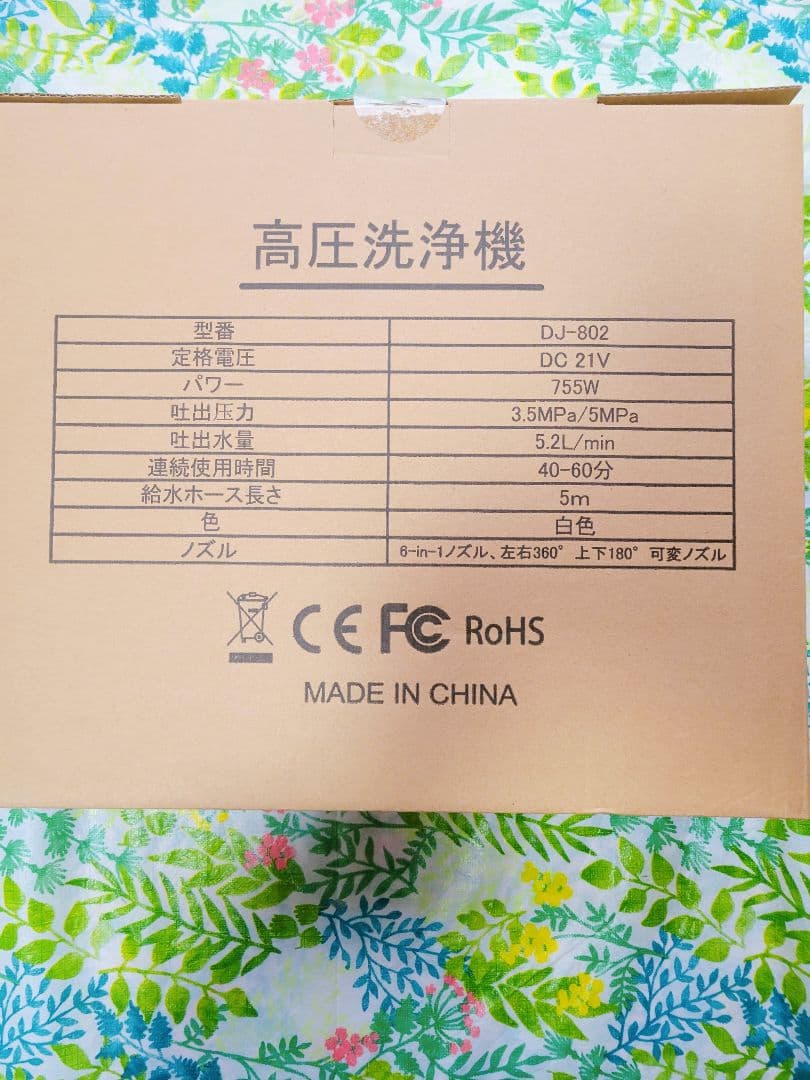 高圧洗浄機
型番 DJ-802
定格電圧 DC 21V
パワー 755W
吐出压力 3.5MPa/5MPa
吐出水量 5.2L/min
連続使用時間 40-60分
給水ホース長さ 5m
色 白色
ノズル 6-in-1ノズル、左右360° 上下180° 可変ノズル
CE FC RoHS
MADE IN CHINA